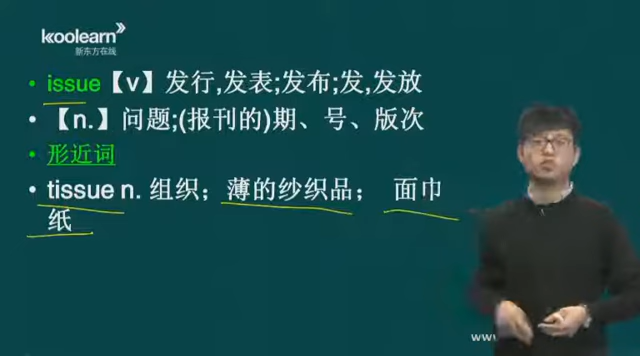 koolearn
新东方在线
• issue【v】发行,发表;发布;发,发放
• 【n.】问题;(报刊的)期、号、版次
• 形近词
• tissue n. 组织； 薄的纱织品； 面巾
纸
www